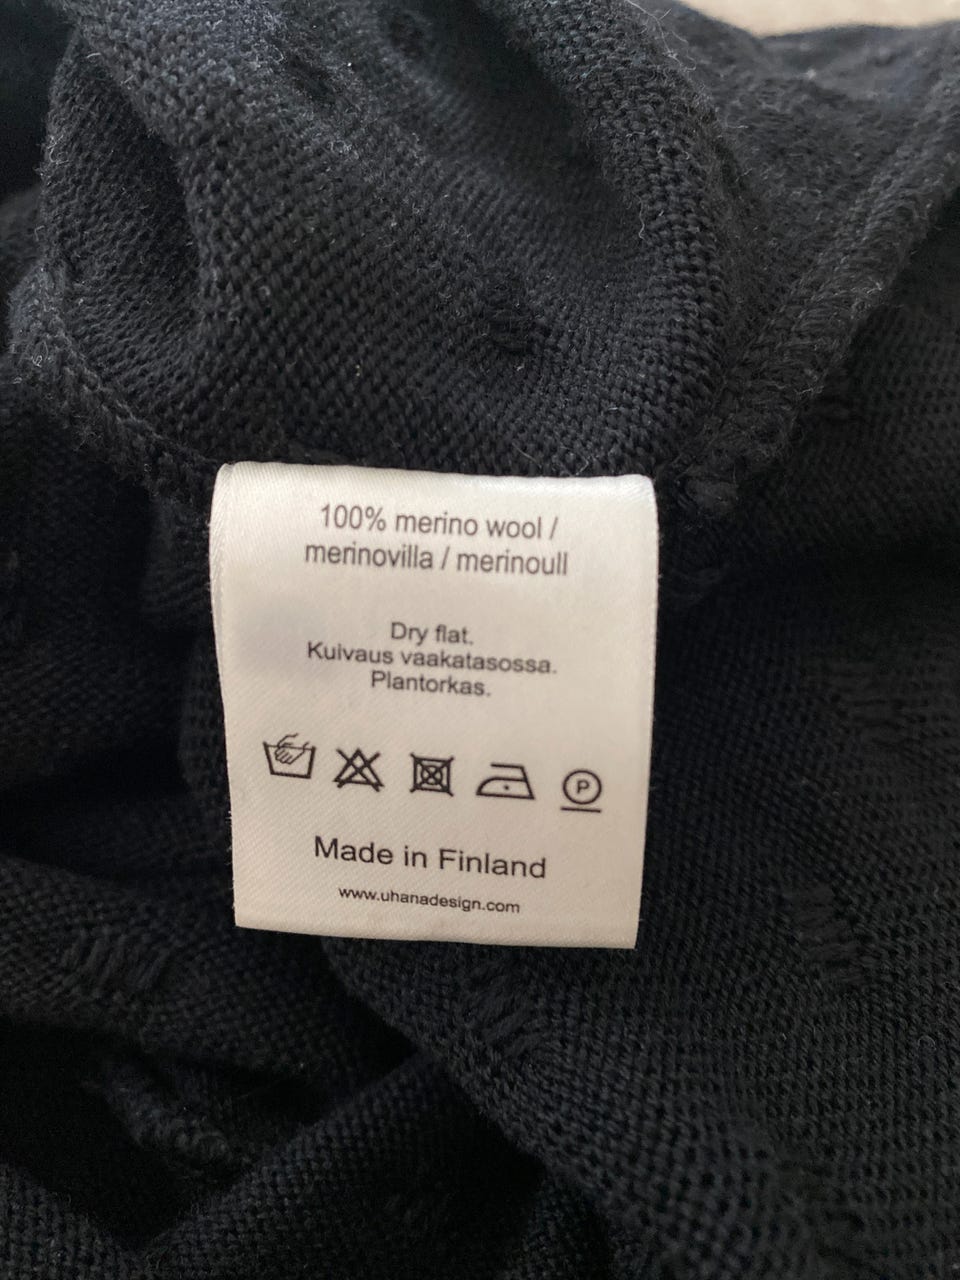 100% merino wool /
merinovilla / merinoull
Dry flat.
Kuivaus vaakatasossa.
Plantorkas.
P
Made in Finland
www.uhanadesign.com